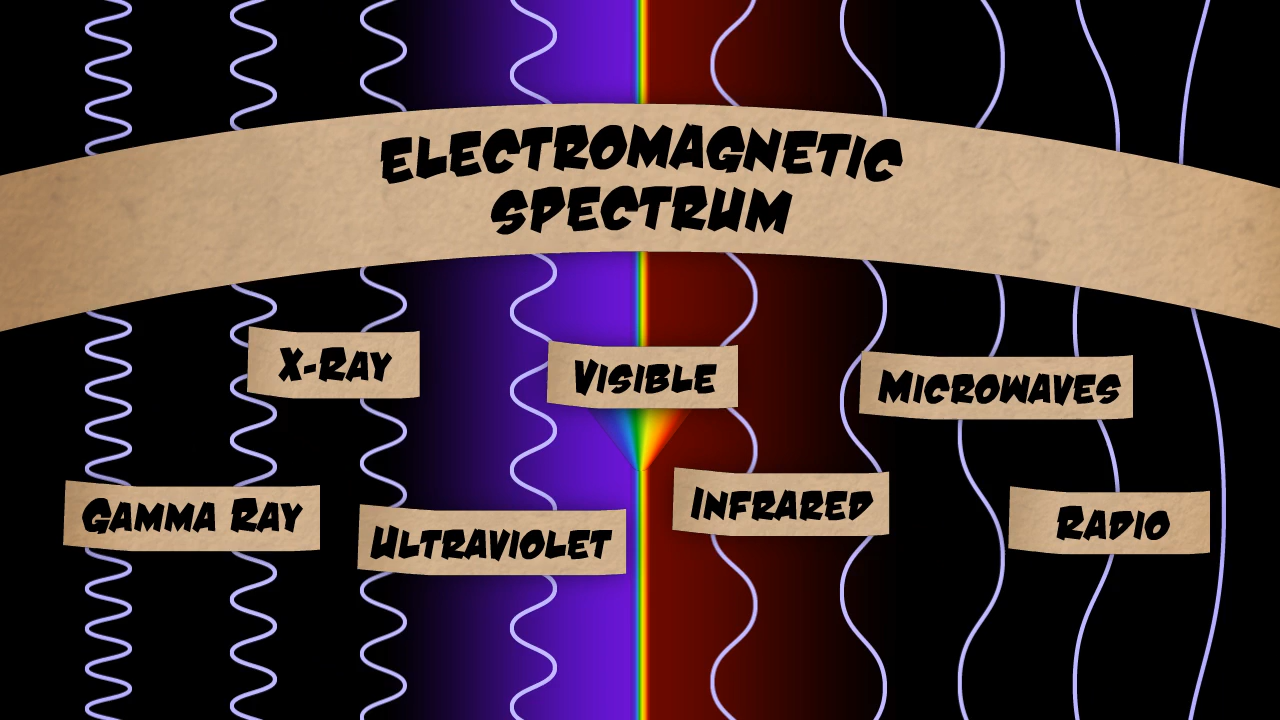 ELECTROMAGNETIC
SPECTRUM
X-RAY
VISIBLE
MICROWAVES
GAMMA RAY
ULTRAVIOLET
INFRARED
RADIO